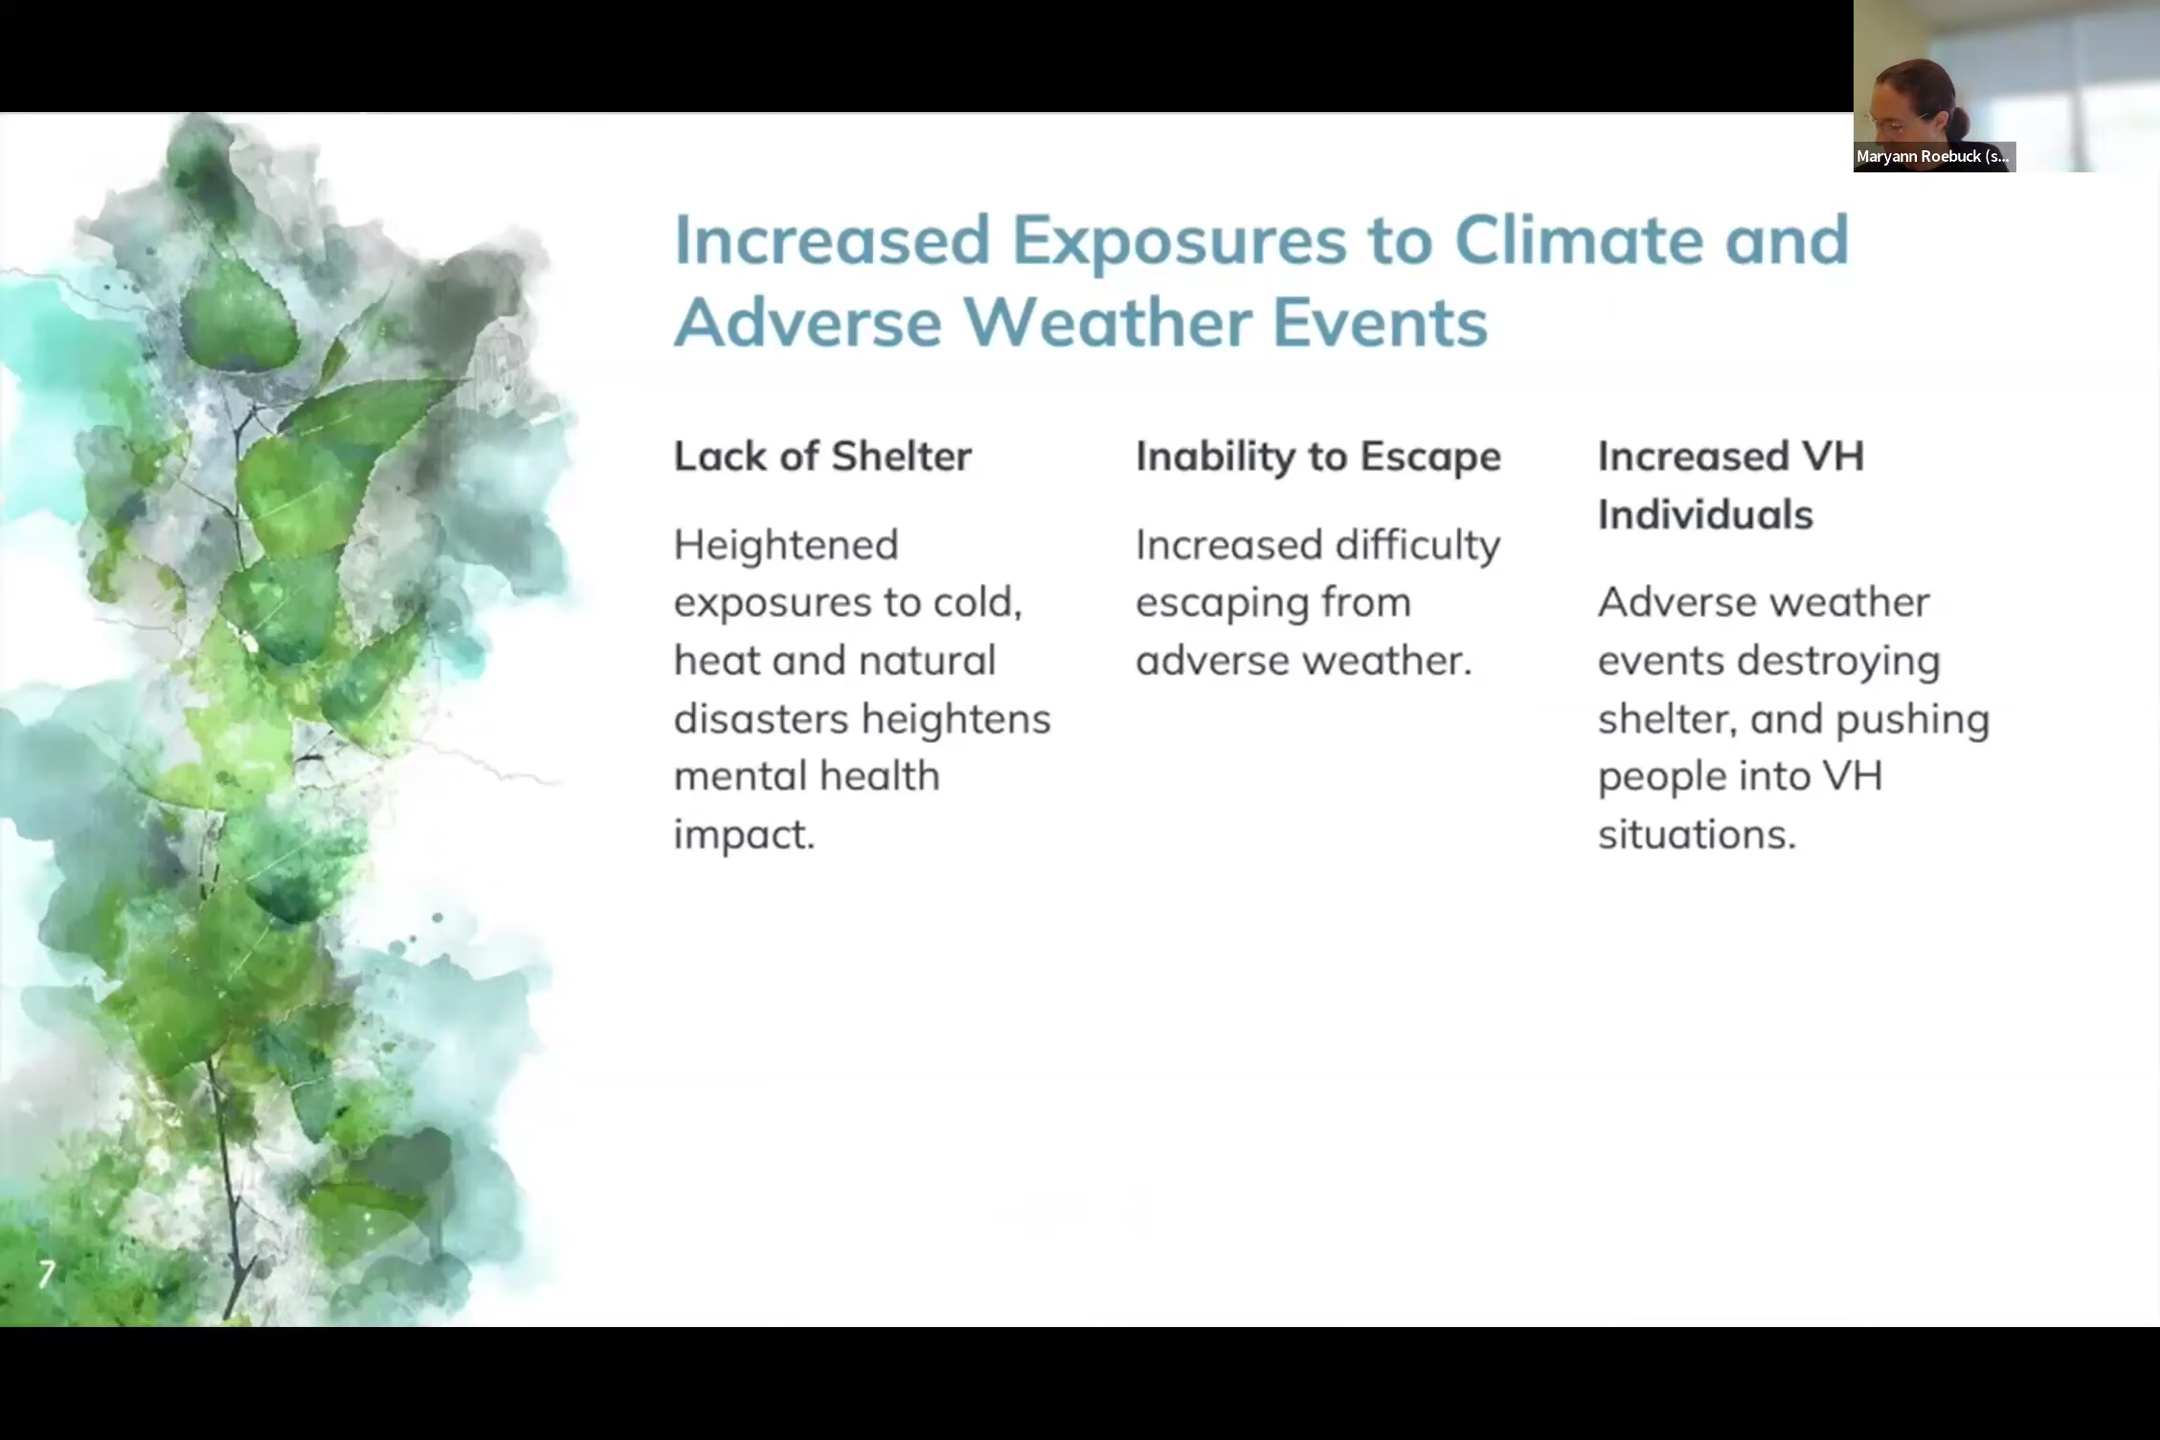 Maryann Roebuck (s...
Increased Exposures to Climate and
Adverse Weather Events
Lack of Shelter
Heightened
exposures to cold,
heat and natural
disasters heightens
mental health
impact.
Inability to Escape
Increased difficulty
escaping from
adverse weather.
Increased VH
Individuals
Adverse weather
events destroying
shelter, and pushing
people into VH
situations.
7